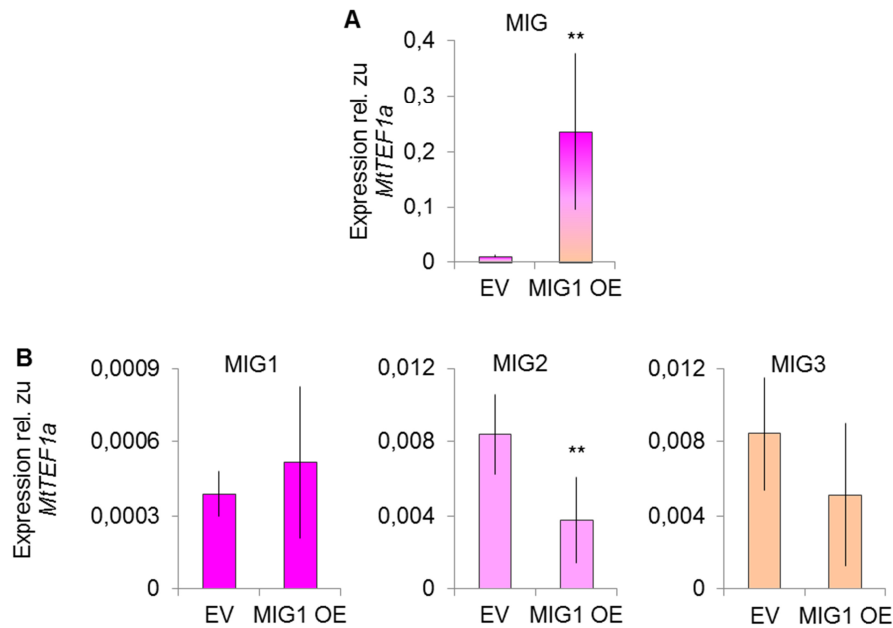 A
MIG
**
0,4
0,3
0,2
0,1
0
Expression rel. zu
MtTEF1a
EV MIG1 OE
B
MIG1
0,0009
0,0006
0,0003
0
Expression rel. zu
MtTEF1a
EV MIG1 OE
MIG2
0,012
0,008
0,004
0
**
EV MIG1 OE
MIG3
0,012
0,008
0,004
0
EV MIG1 OE